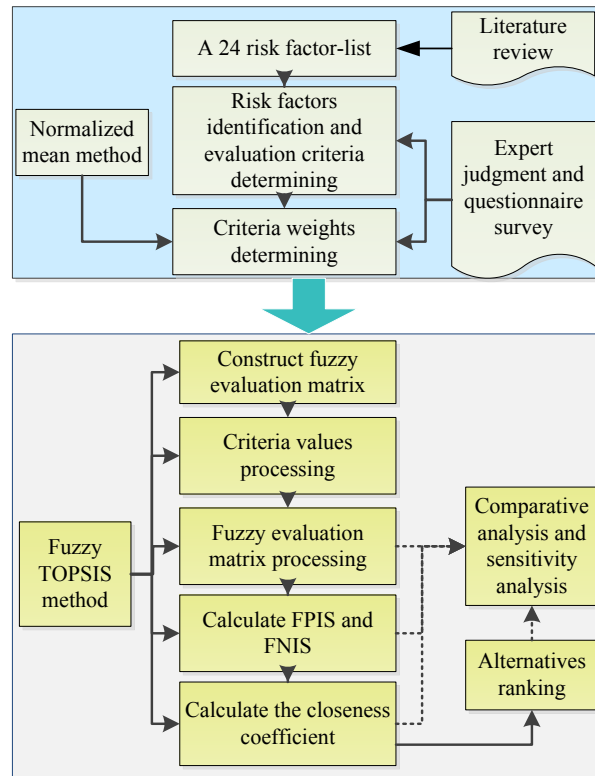 A 24 risk factor-list
Literature
review
Risk factors
identification and
evaluation criteria
determining
Normalized
mean method
Expert
judgment and
questionnaire
survey
Criteria weights
determining
Construct fuzzy
evaluation matrix
Criteria values
processing
Fuzzy evaluation
matrix processing
Fuzzy
TOPSIS
method
Comparative
analysis and
sensitivity
analysis
Calculate FPIS and
FNIS
Alternatives
ranking
Calculate the closeness
coefficient